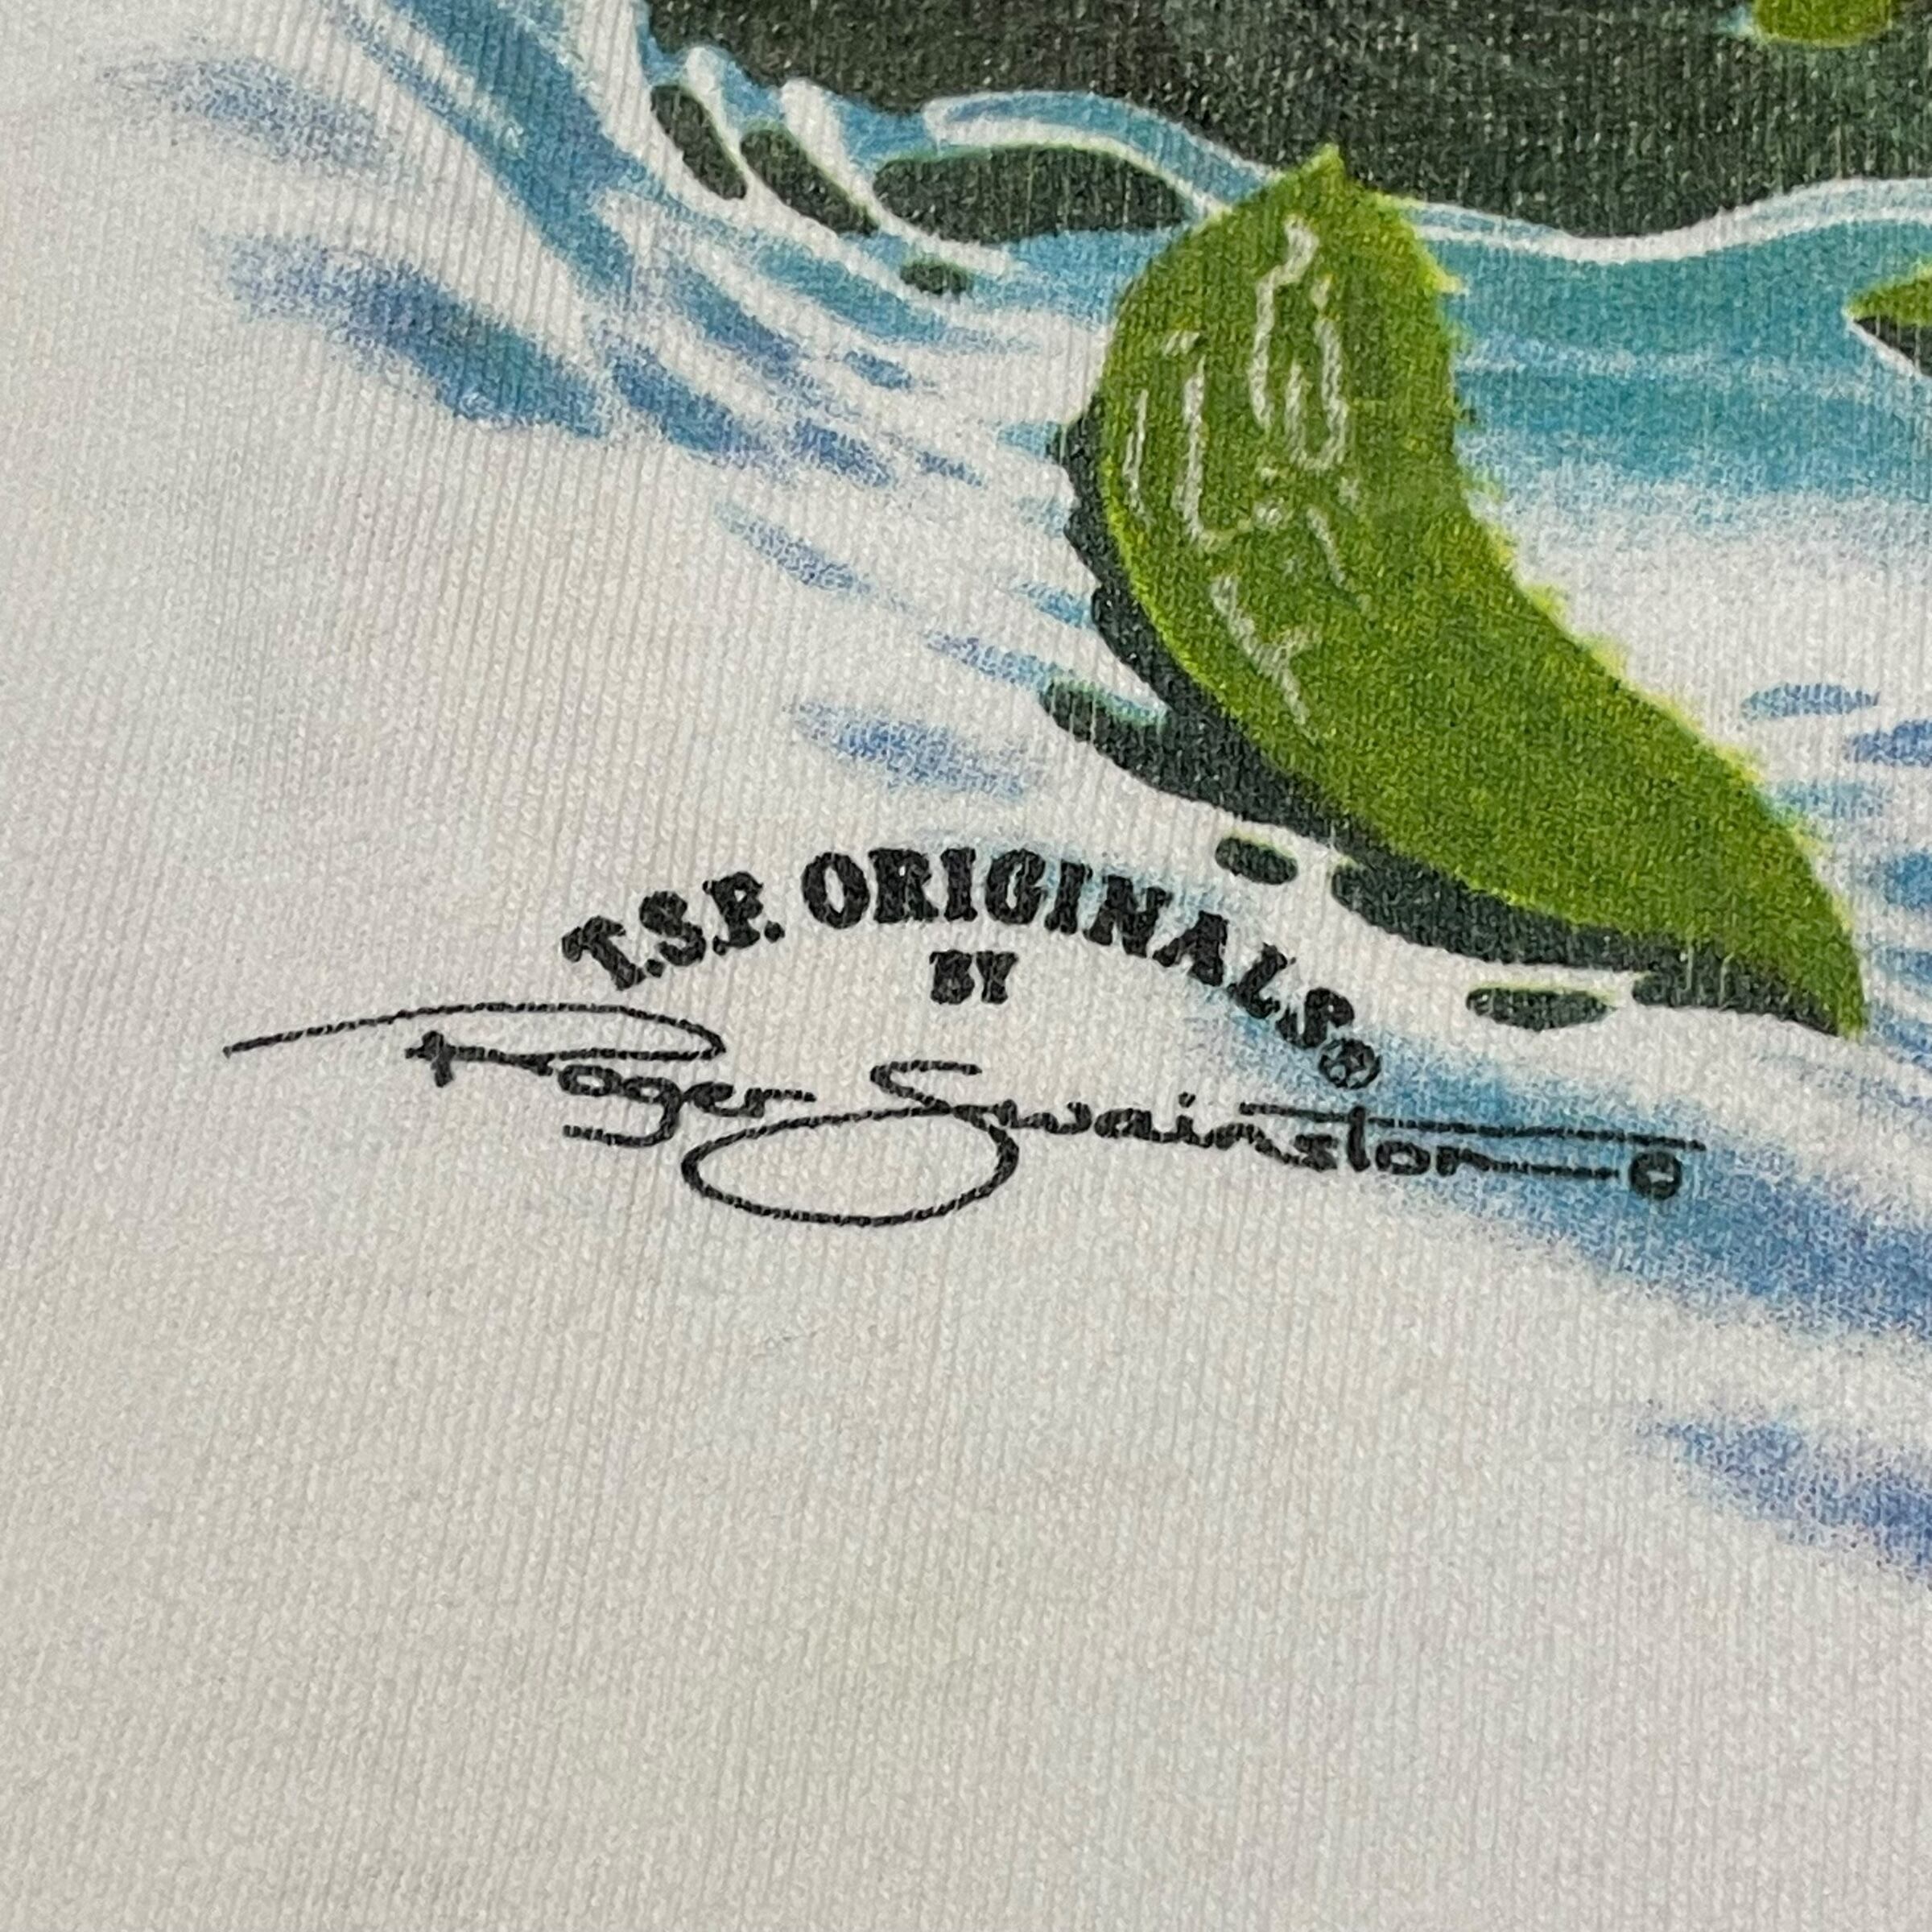 T.S.P. ORIGINALS®
BY
Roger Swainston ©